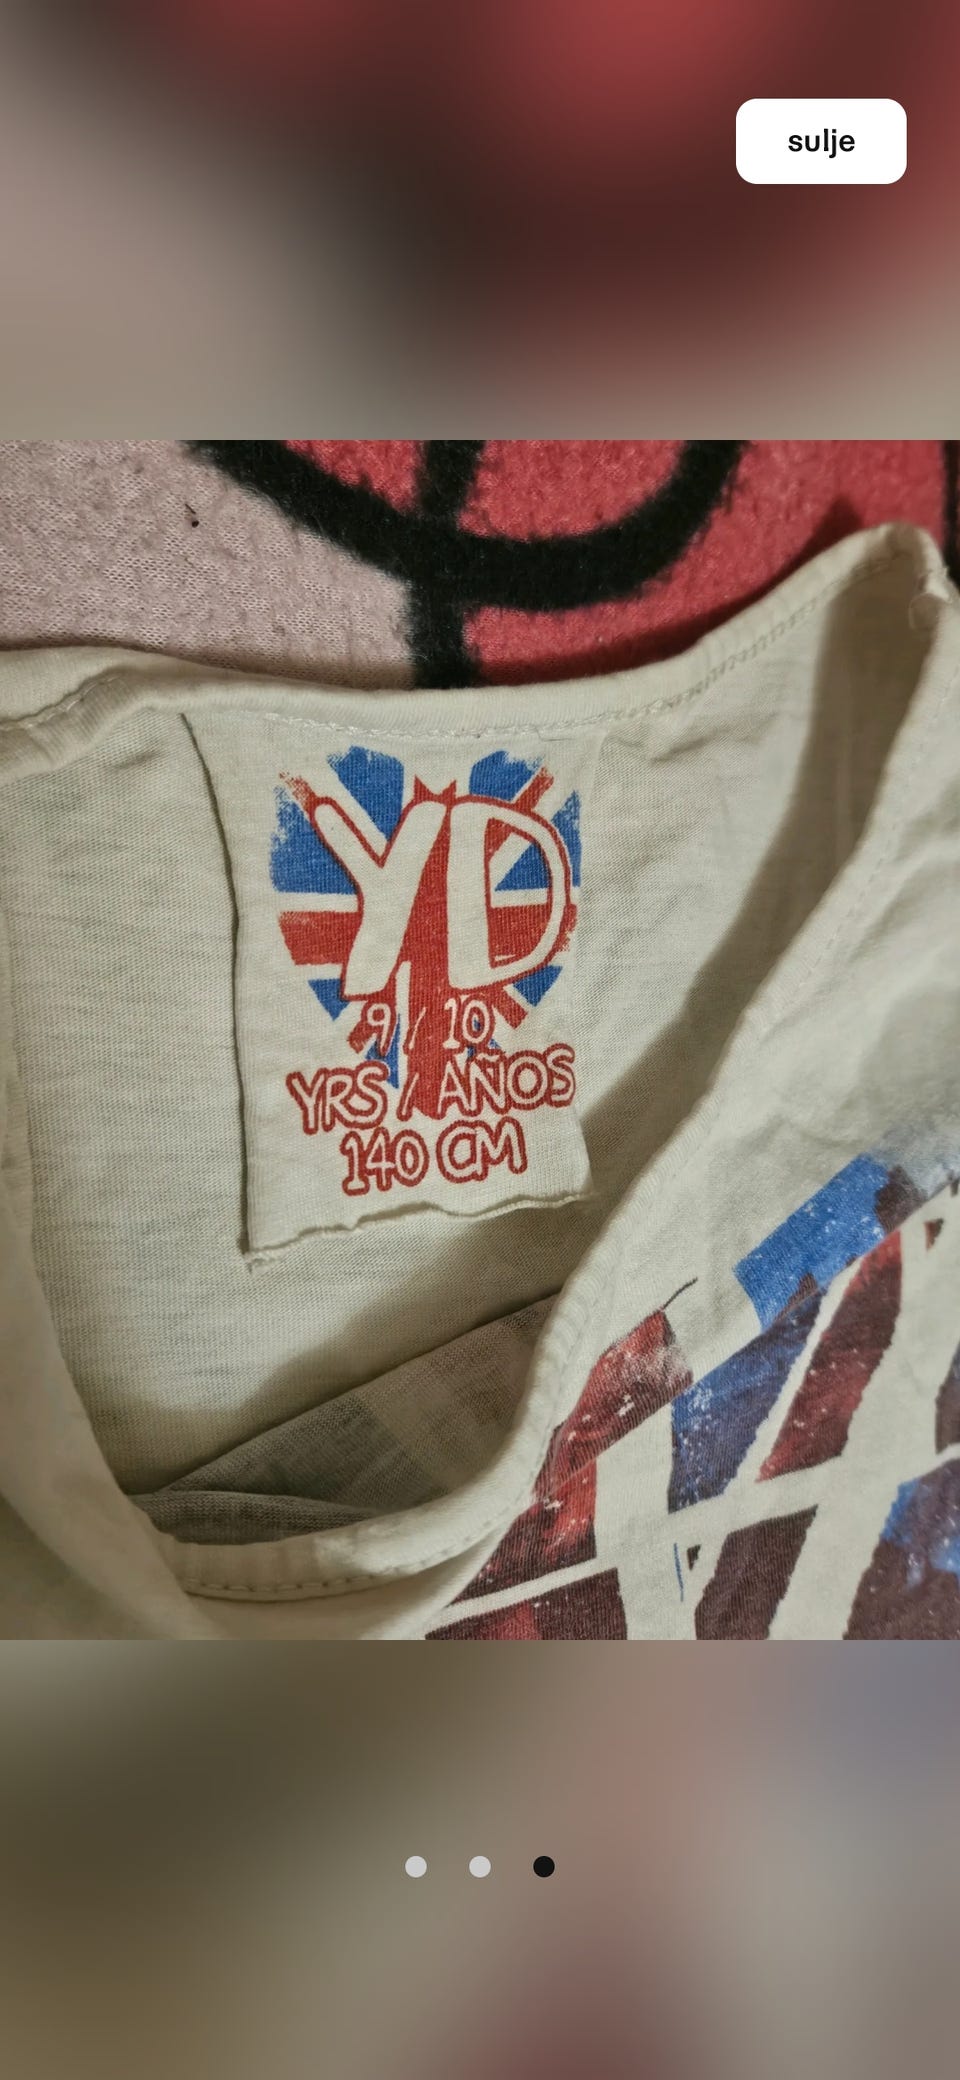 sulje
YD
9 / 10
YRS / AÑOS
140 CM